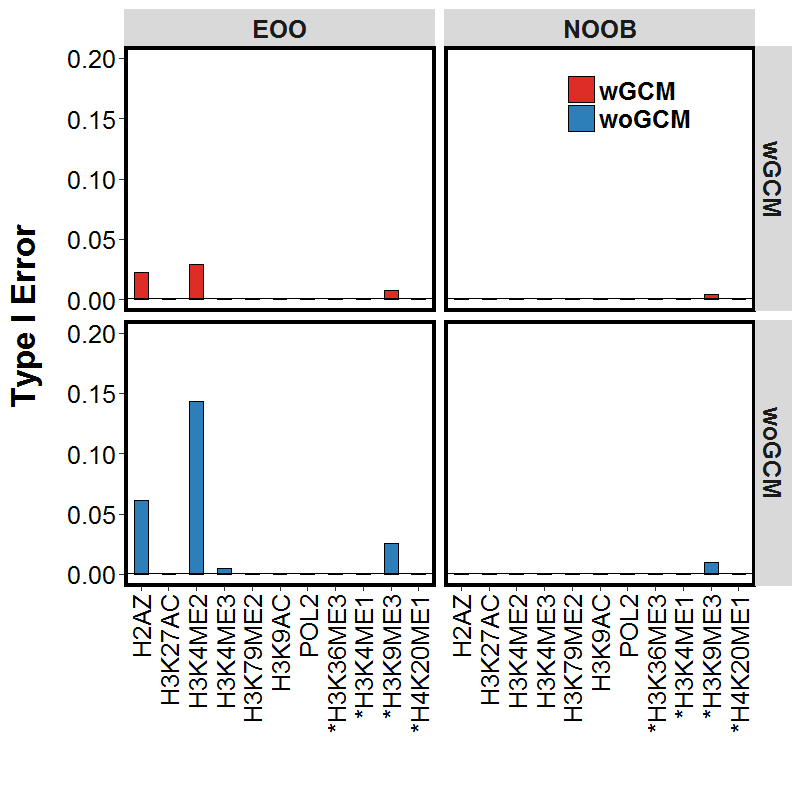 EOO NOOB
Type I Error
0.20
0.15
0.10
0.05
0.00
wGCM
woGCM
wGCM
0.20
0.15
0.10
0.05
0.00
woGCM
H2AZ
H3K27AC
H3K4ME2
H3K4ME3
H3K79ME2
H3K9AC
POL2
*H3K36ME3
*H3K4ME1
*H3K9ME3
*H4K20ME1
H2AZ
H3K27AC
H3K4ME2
H3K4ME3
H3K79ME2
H3K9AC
POL2
*H3K36ME3
*H3K4ME1
*H3K9ME3
*H4K20ME1